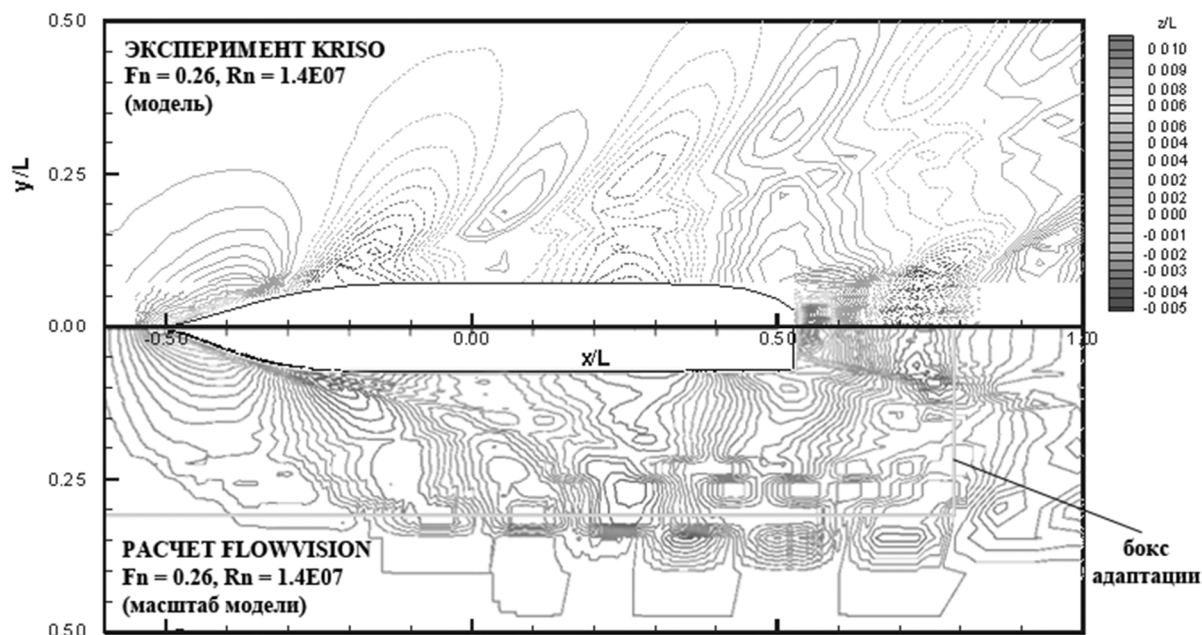 0.50
ЭКСПЕРИМЕНТ KRISO
Fn = 0.26, Rn = 1.4E07
(модель)
z/L
0 010
0 009
0 008
0 006
0 006
0 004
0 004
0 002
0 002
0 000
-0 001
-0 002
-0 003
-0 004
-0 005
y/L
0.25
0.00
-0.50
0.00
0.50
1.00
x/L
0.25
РАСЧЕТ FLOWVISION
Fn = 0.26, Rn = 1.4E07
(масштаб модели)
бокс
адаптации
0.50